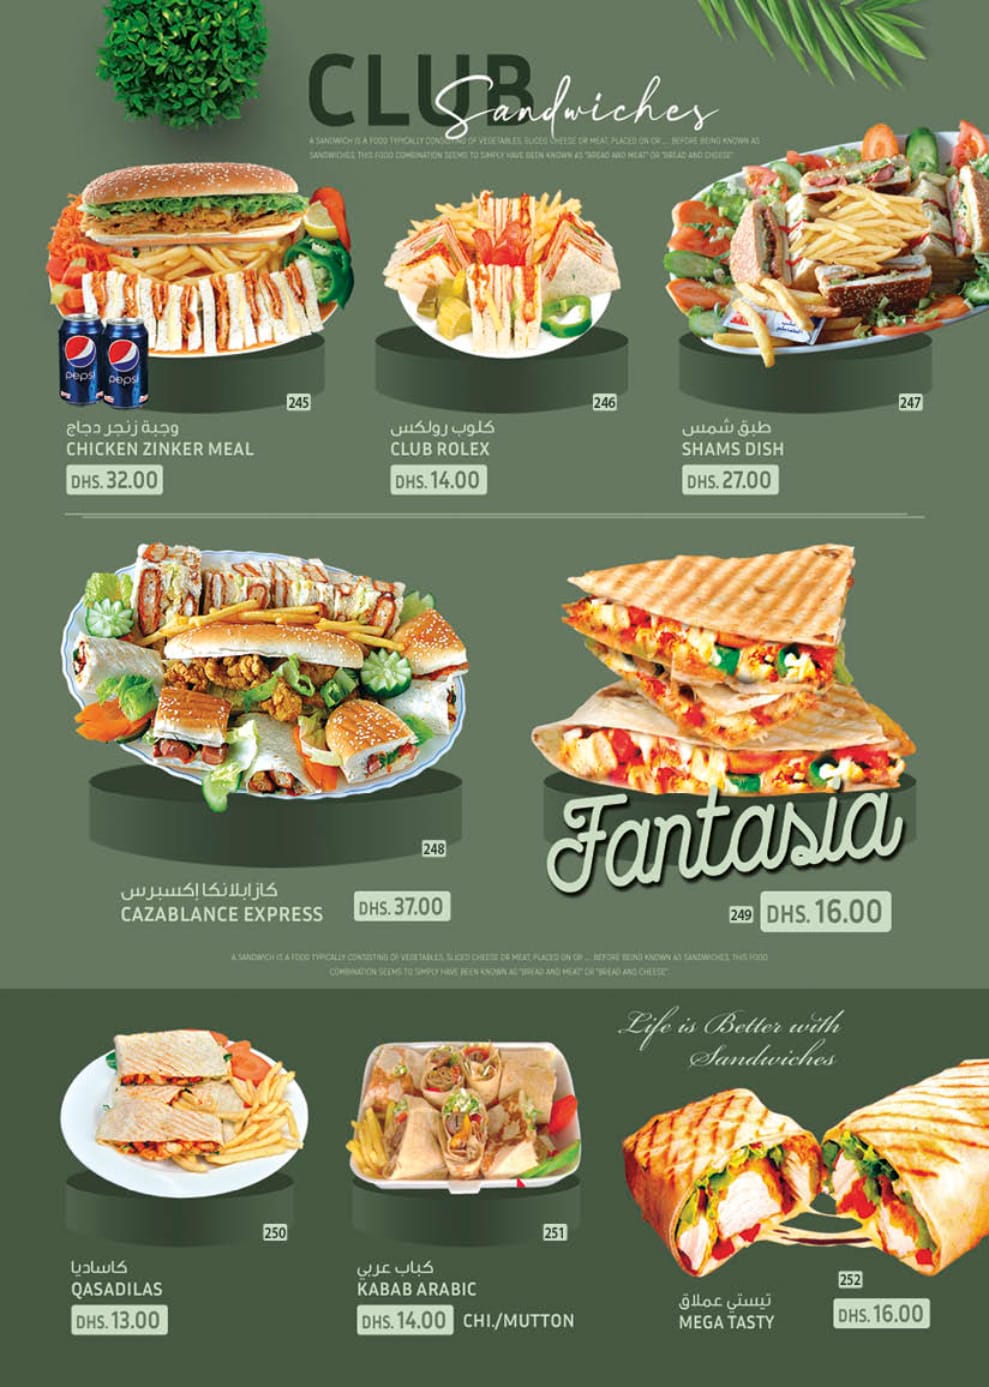 CLUB
Sandwiches
A SANDWICH IS A FOOD TYPICALLY CONSISTING OF VEGETABLES, SLICED CHEESE OR MEAT, PLACED ON OR .... BEFORE BEING KNOWN AS
SANDWICHES, THIS FOOD COMBINATION SEEMS TO SIMPLY HAVE BEEN KNOWN AS "BREAD AND MEAT" OR "BREAD AND CHEESE".
pepsi
pepsi
245
وجبة زنجر دجاج
CHICKEN ZINKER MEAL
DHS. 32.00
246
كلوب رولكس
CLUB ROLEX
DHS. 14.00
247
طبق شمس
SHAMS DISH
DHS. 27.00
248
كازابلانكا إكسبرس
CAZABLANCE EXPRESS
DHS. 37.00
Fantasia
249
DHS. 16.00
A SANDWICH IS A FOOD TYPICALLY CONSISTING OF VEGETABLES, SLICED CHEESE OR MEAT, PLACED ON OR .... BEFORE BEING KNOWN AS SANDWICHES, THIS FOOD
COMBINATION SEEMS TO SIMPLY HAVE BEEN KNOWN AS "BREAD AND MEAT" OR "BREAD AND CHEESE".
Life is Better with
Sandwiches
250
كاساديا
QASADILAS
DHS. 13.00
251
كباب عربي
KABAB ARABIC
DHS. 14.00 CHI./MUTTON
252
تيستي عملاق
MEGA TASTY
DHS. 16.00